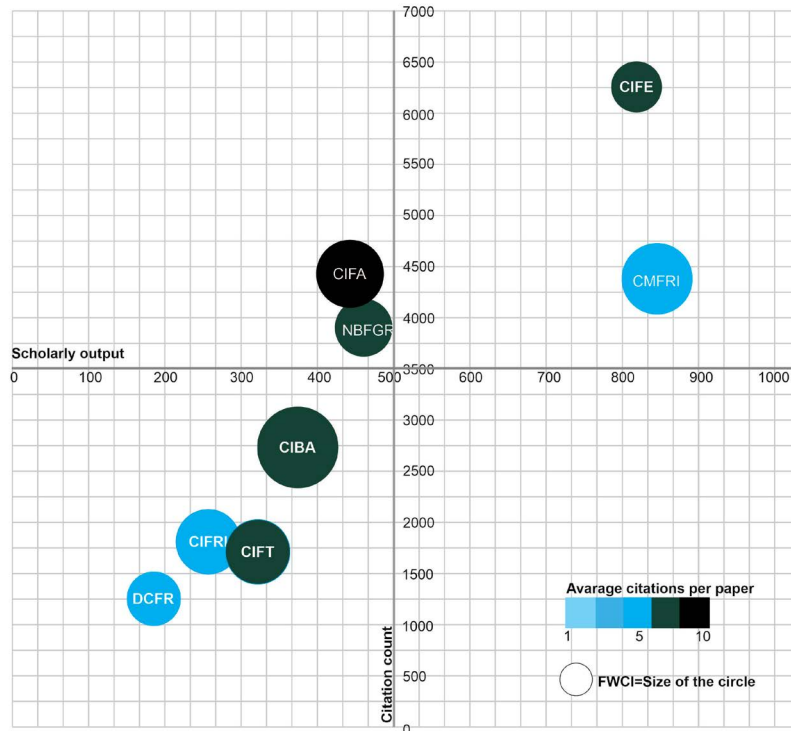 7000
6500
CIFE
6000
5500
5000
4500
CIFA
CMFRI
4000
NBFGR
Scholarly output
3500
0 100 200 300 400 500 600 700 800 900 1000
3000
CIBA
2500
2000
CIFRI
CIFT
1500
DCFR
Avarage citations per paper
1 5 10
1000
Citation count
500
FWCI=Size of the circle
0